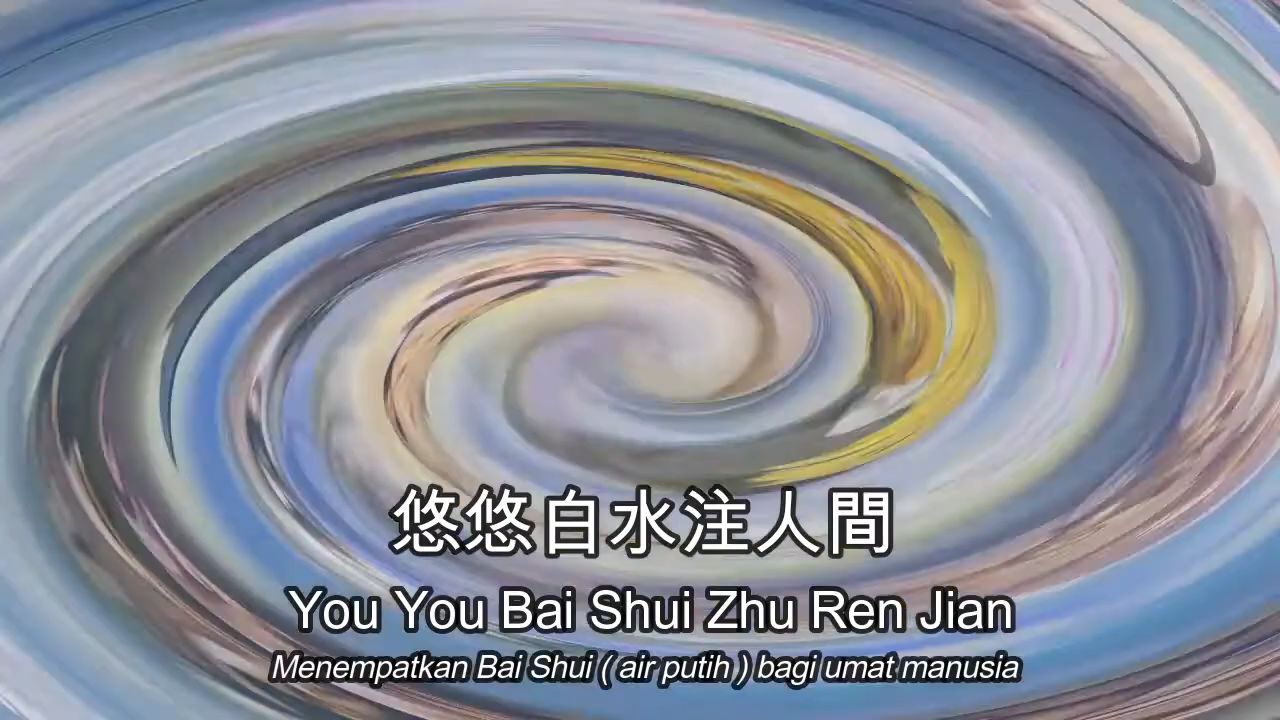 悠悠白水注人間
You You Bai Shui Zhu Ren Jian
Menempatkan Bai Shui ( air putih ) bagi umat manusia